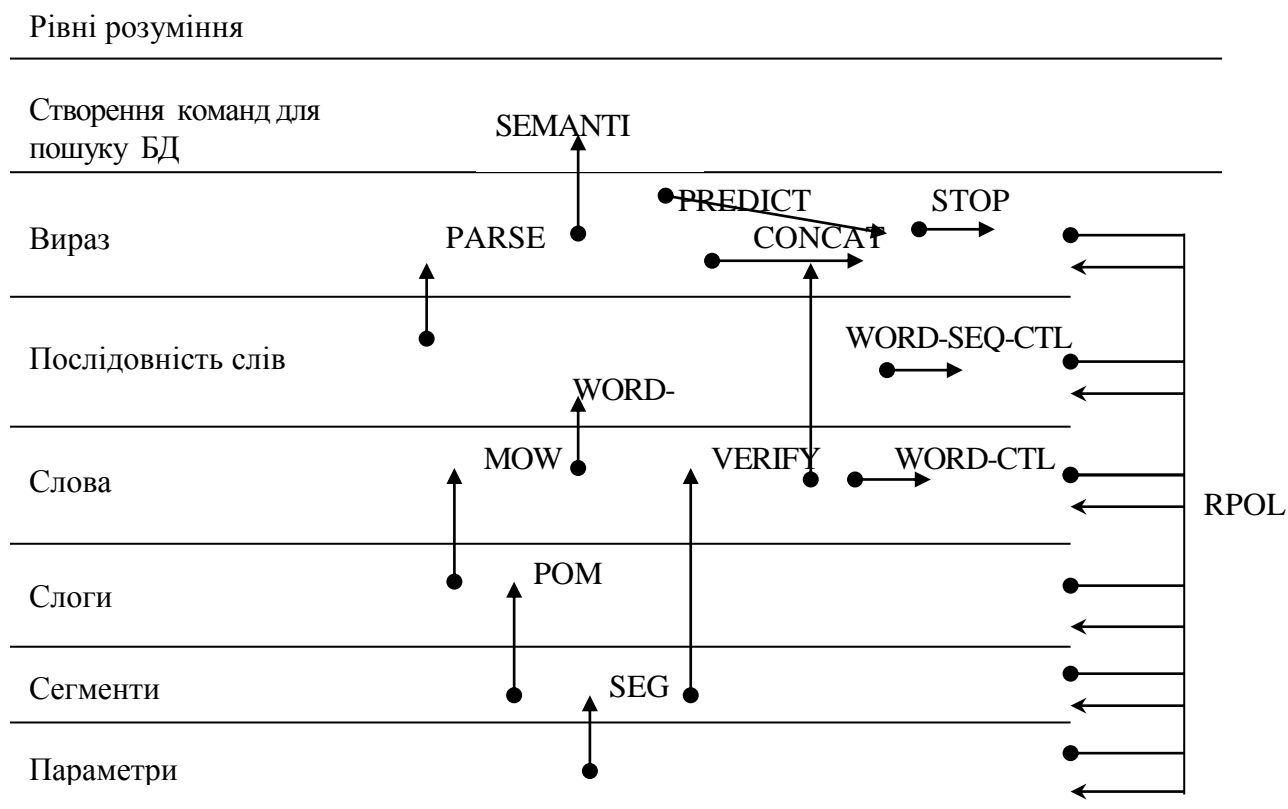 Рівні розуміння
Створення команд для
пошуку БД
SEMANTI
PREDICT
STOP
Вираз
PARSE
CONCAT
Послідовність слів
WORD-SEQ-CTL
WORD-
Слова
MOW
VERIFY
WORD-CTL
RPOL
Слоги
POM
Сегменти
SEG
Параметри